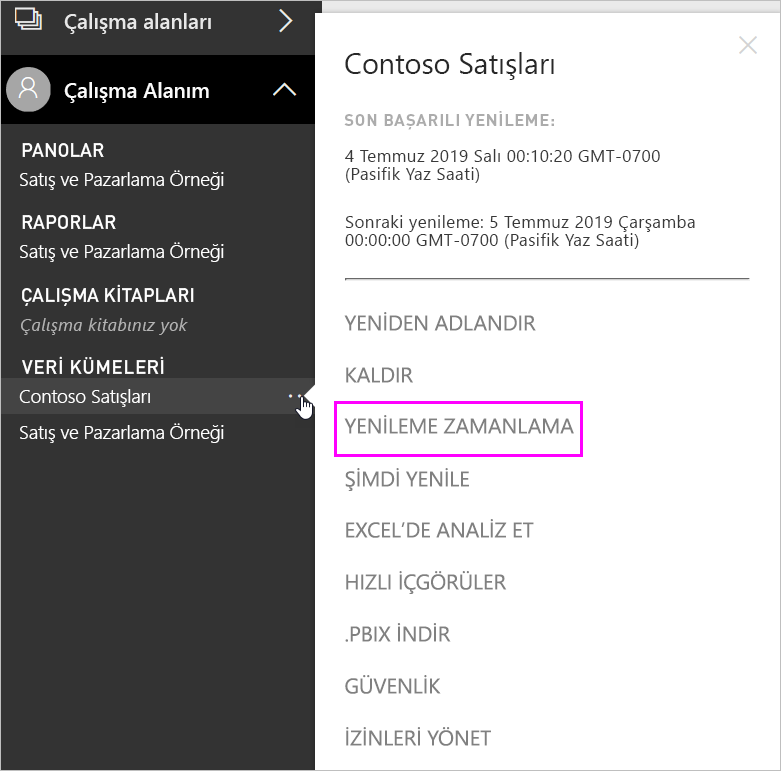 Çalışma alanları
Çalışma Alanım
PANOLAR
Satış ve Pazarlama Örneği
RAPORLAR
Satış ve Pazarlama Örneği
ÇALIŞMA KİTAPLARI
Çalışma kitabınız yok
VERİ KÜMELERİ
Contoso Satışları
Satış ve Pazarlama Örneği
Contoso Satışları
SON BAŞARILI YENİLEME:
4 Temmuz 2019 Salı 00:10:20 GMT-0700
(Pasifik Yaz Saati)
Sonraki yenileme: 5 Temmuz 2019 Çarşamba
00:00:00 GMT-0700 (Pasifik Yaz Saati)
YENİDEN ADLANDIR
KALDIR
YENİLEME ZAMANLAMA
ŞİMDİ YENİLE
EXCEL’DE ANALİZ ET
HIZLI İÇGÖRÜLER
.PBIX İNDİR
GÜVENLİK
İZİNLERİ YÖNET